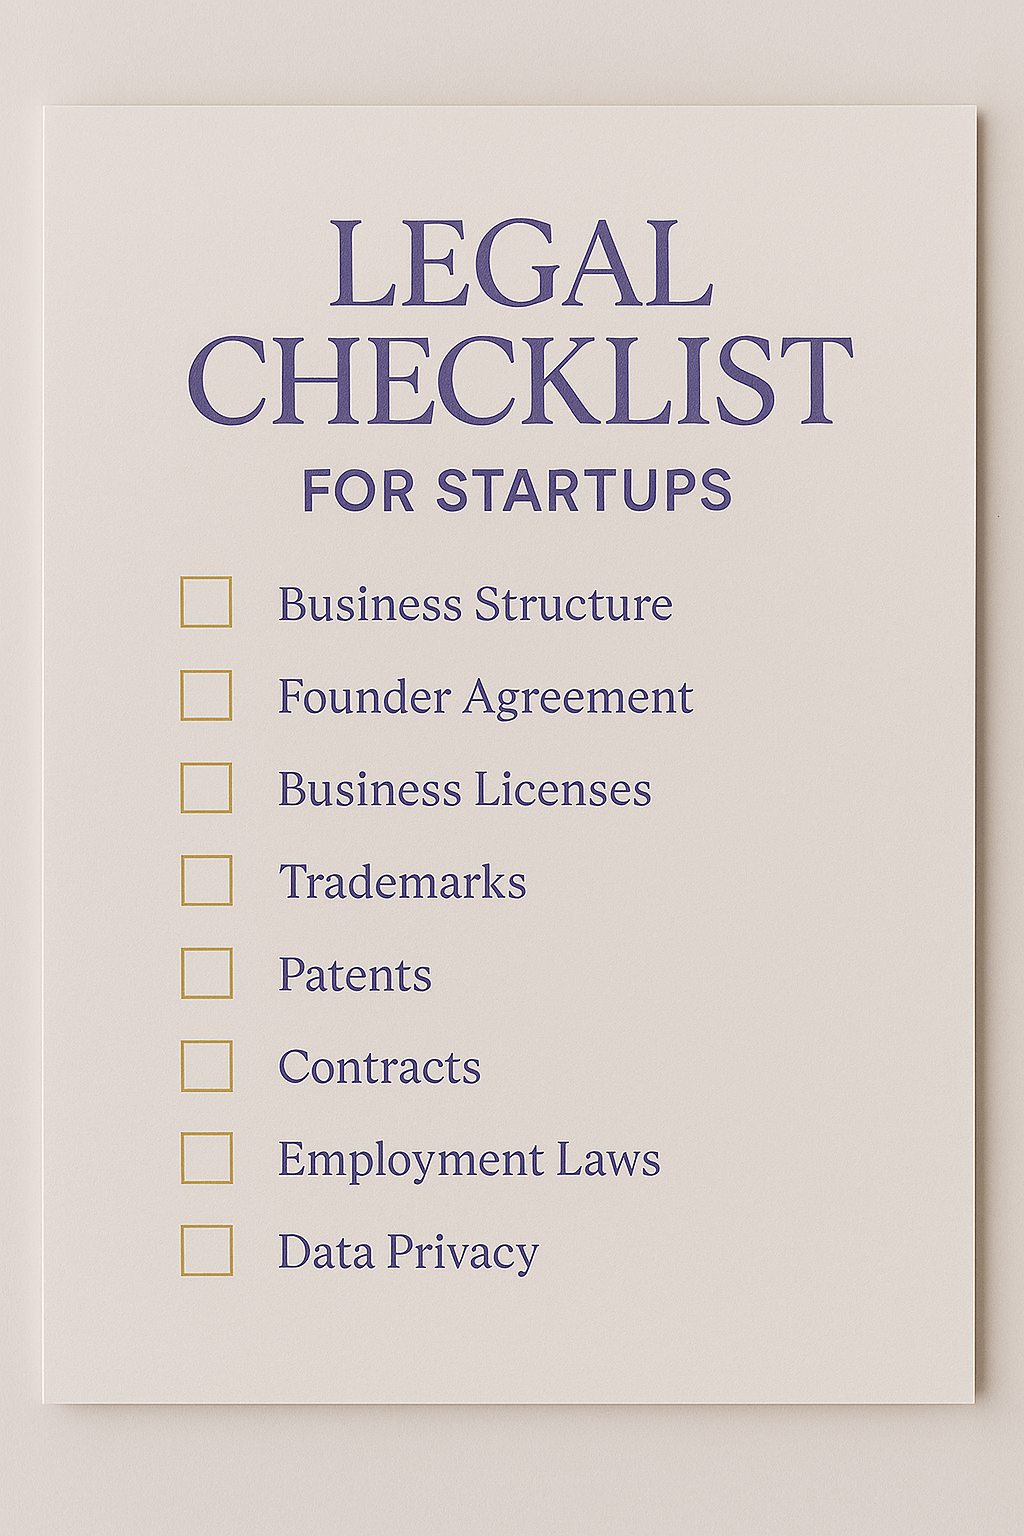 LEGAL
CHECKLIST
FOR STARTUPS
Business Structure
Founder Agreement
Business Licenses
Trademarks
Patents
Contracts
Employment Laws
Data Privacy